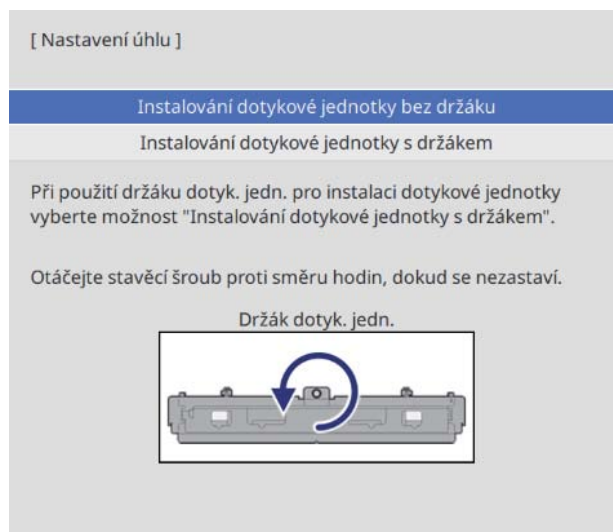 [ Nastavení úhlu ]
Instalování dotykové jednotky bez držáku
Instalování dotykové jednotky s držákem
Při použití držáku dotyk. jedn. pro instalaci dotykové jednotky
vyberte možnost "Instalování dotykové jednotky s držákem".
Otáčejte stavěcí šroub proti směru hodin, dokud se nezastaví.
Držák dotyk. jedn.